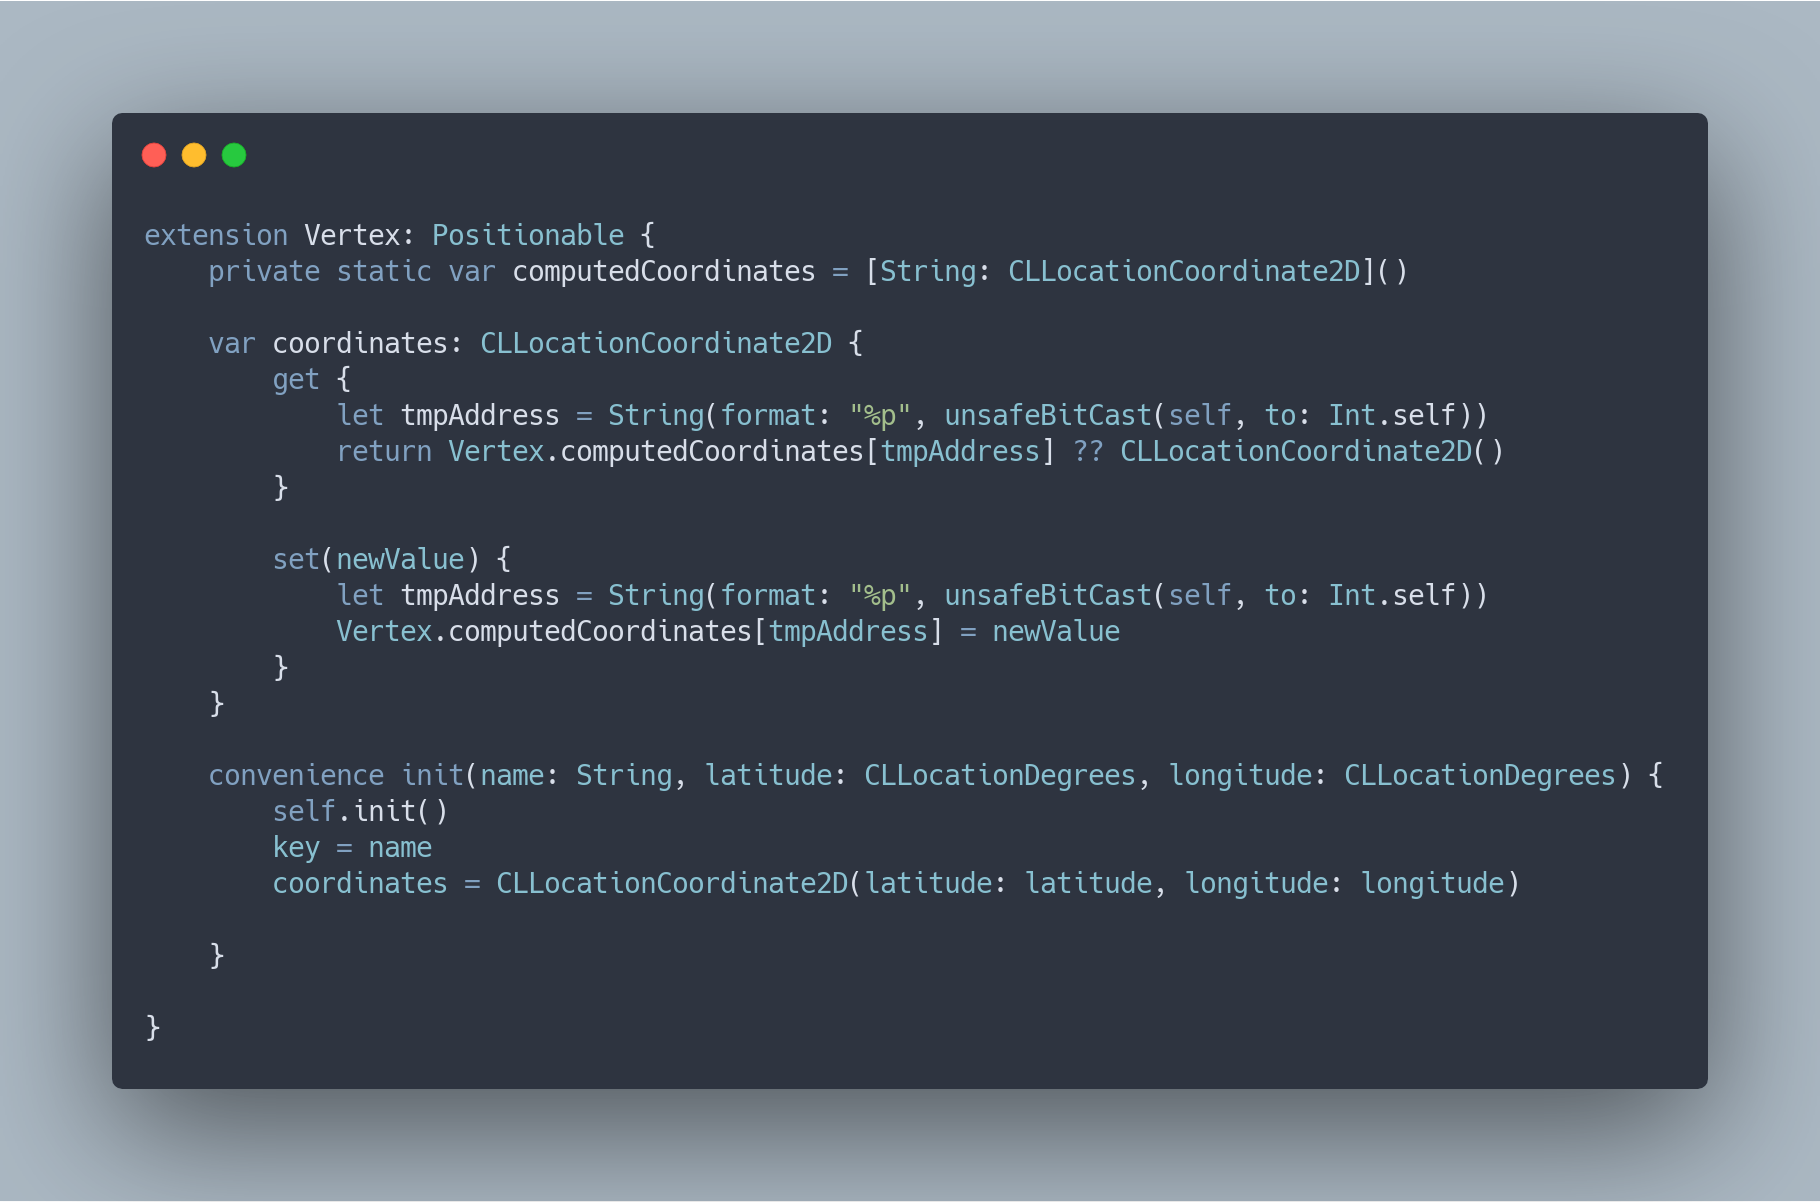 extension Vertex: Positionable {
    private static var computedCoordinates = [String: CLLocationCoordinate2D]()

    var coordinates: CLLocationCoordinate2D {
        get {
            let tmpAddress = String(format: "%p", unsafeBitCast(self, to: Int.self))
            return Vertex.computedCoordinates[tmpAddress] ?? CLLocationCoordinate2D()
        }

        set(newValue) {
            let tmpAddress = String(format: "%p", unsafeBitCast(self, to: Int.self))
            Vertex.computedCoordinates[tmpAddress] = newValue
        }
    }

    convenience init(name: String, latitude: CLLocationDegrees, longitude: CLLocationDegrees) {
        self.init()
        key = name
        coordinates = CLLocationCoordinate2D(latitude: latitude, longitude: longitude)

    }

}